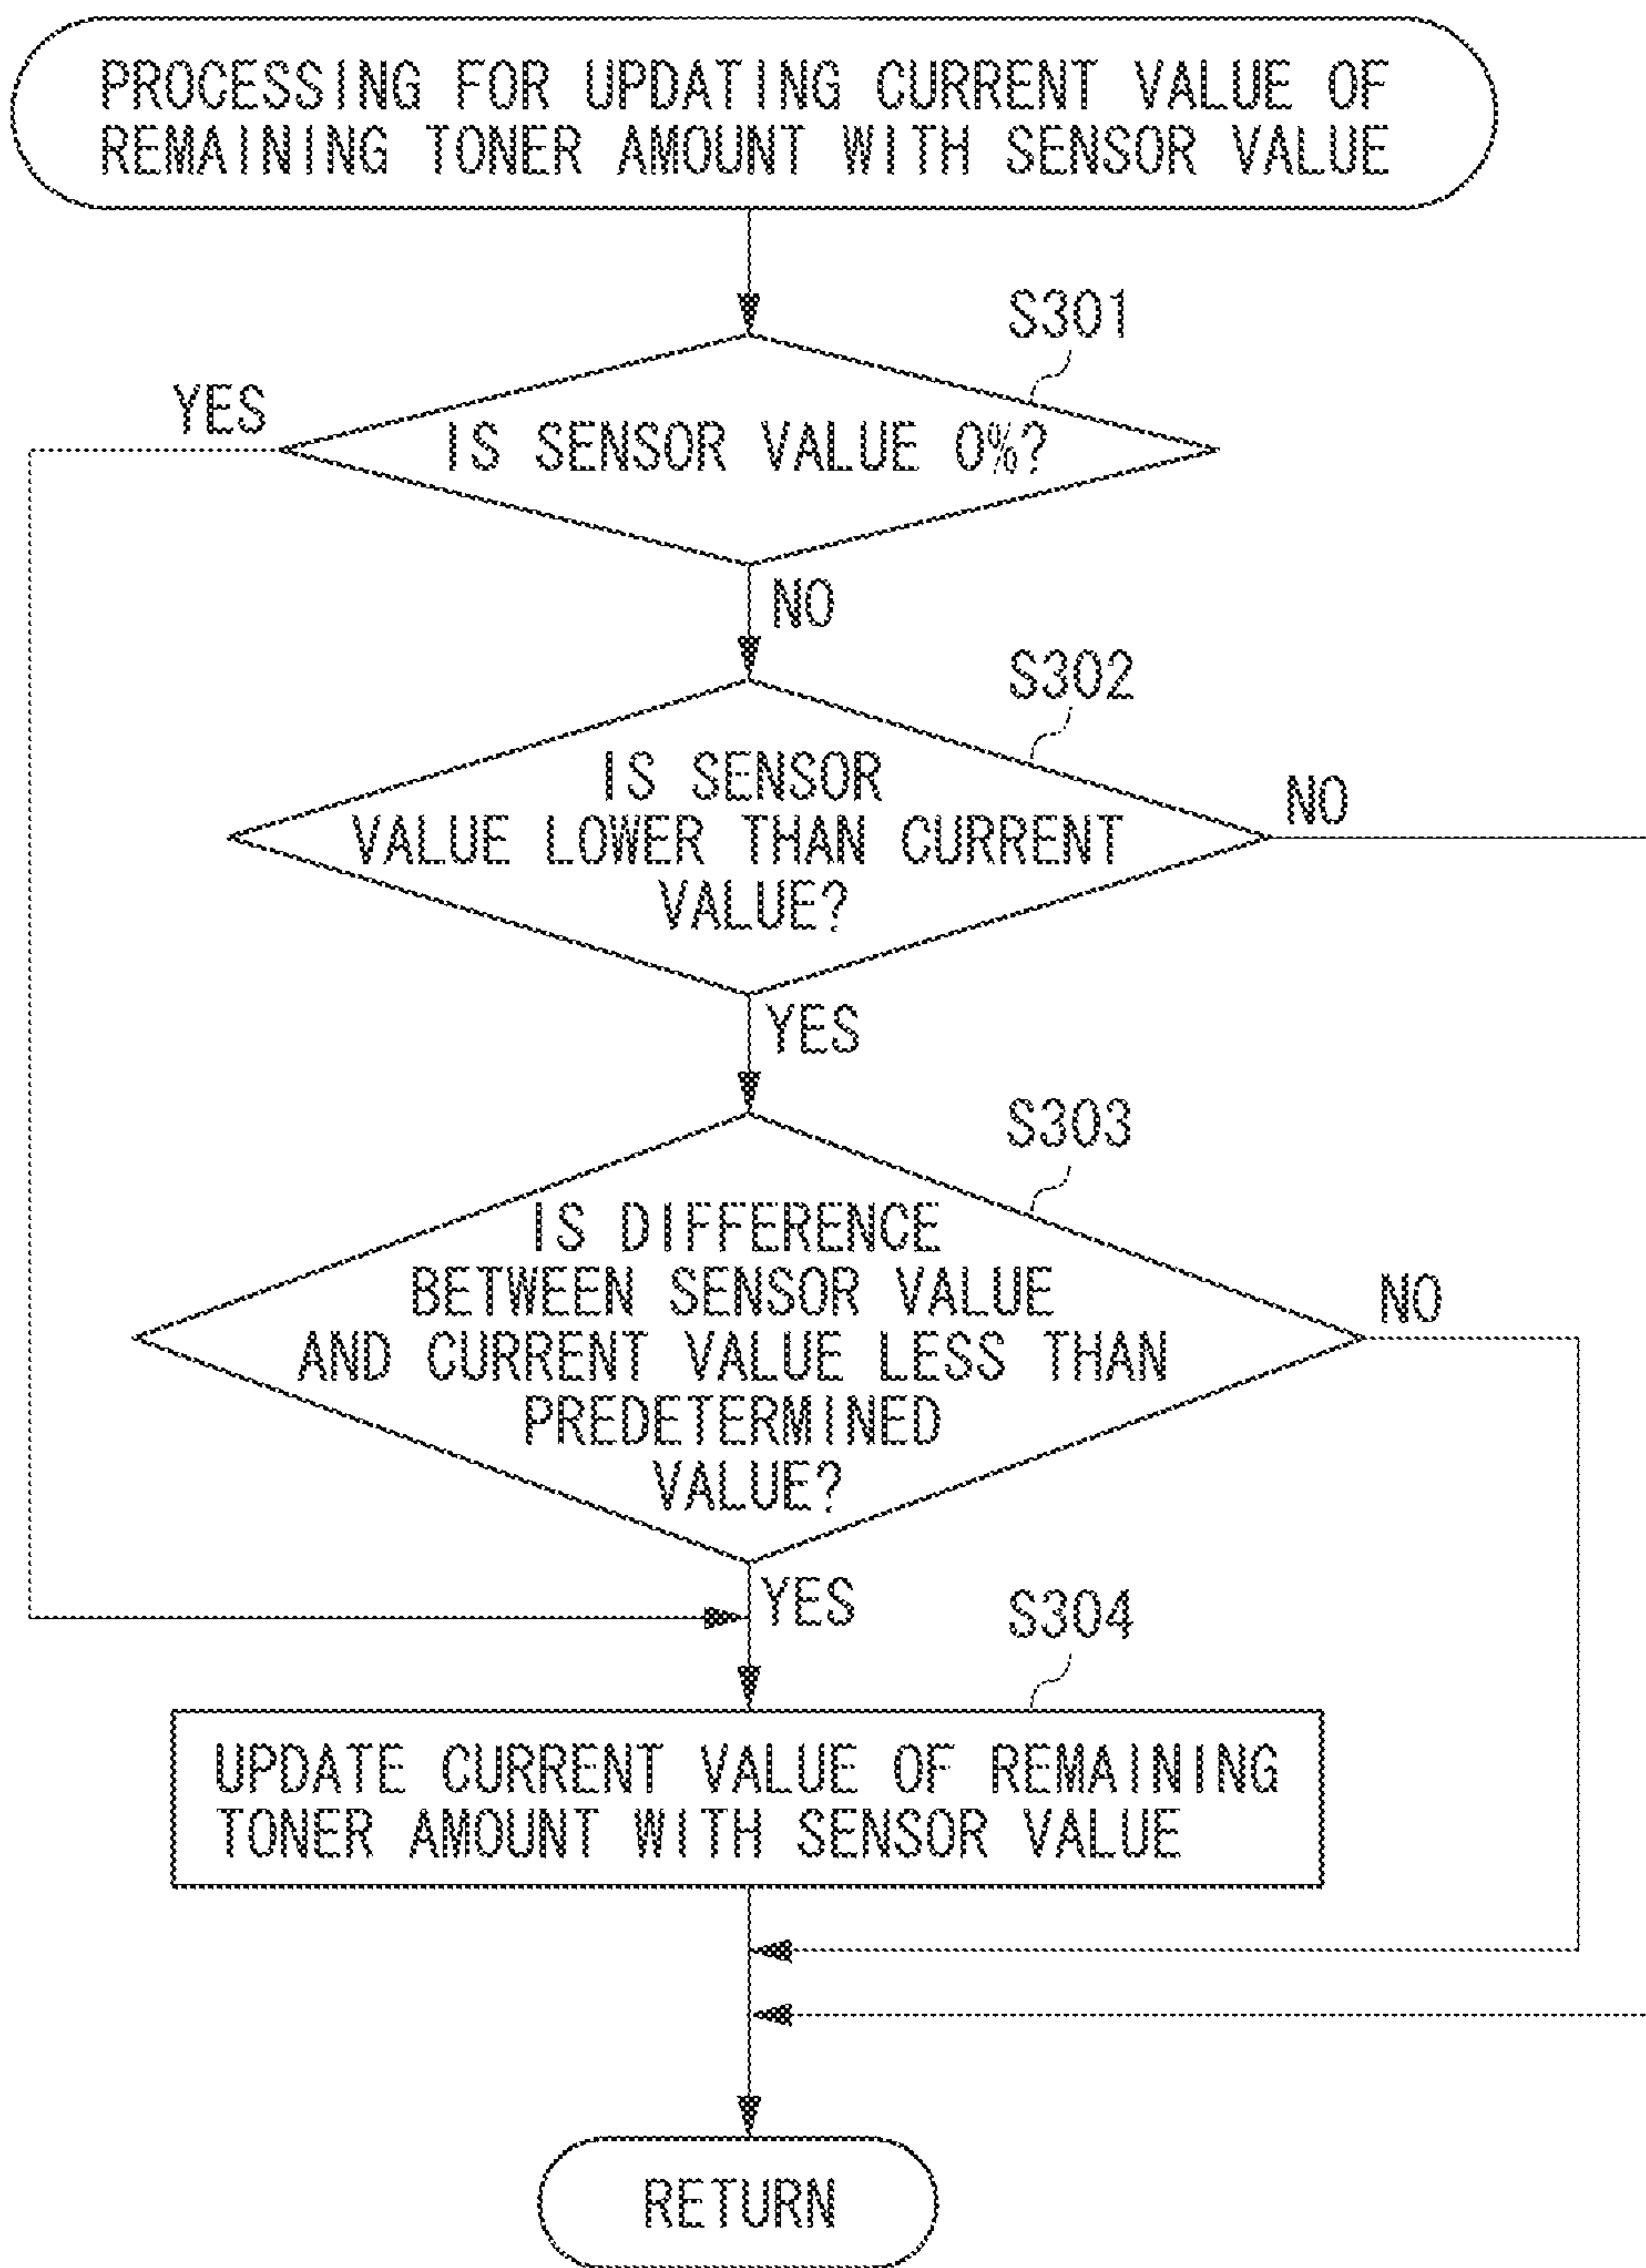 PROCESSING FOR UPDATING CURRENT VALUE OF
REMAINING TONER AMOUNT WITH SENSOR VALUE
S301
YES
IS SENSOR VALUE 0%?
NO
S302
IS SENSOR
VALUE LOWER THAN CURRENT
VALUE?
NO
YES
S303
IS DIFFERENCE
BETWEEN SENSOR VALUE
AND CURRENT VALUE LESS THAN
PREDETERMINED
VALUE?
NO
YES
S304
UPDATE CURRENT VALUE OF REMAINING
TONER AMOUNT WITH SENSOR VALUE
RETURN